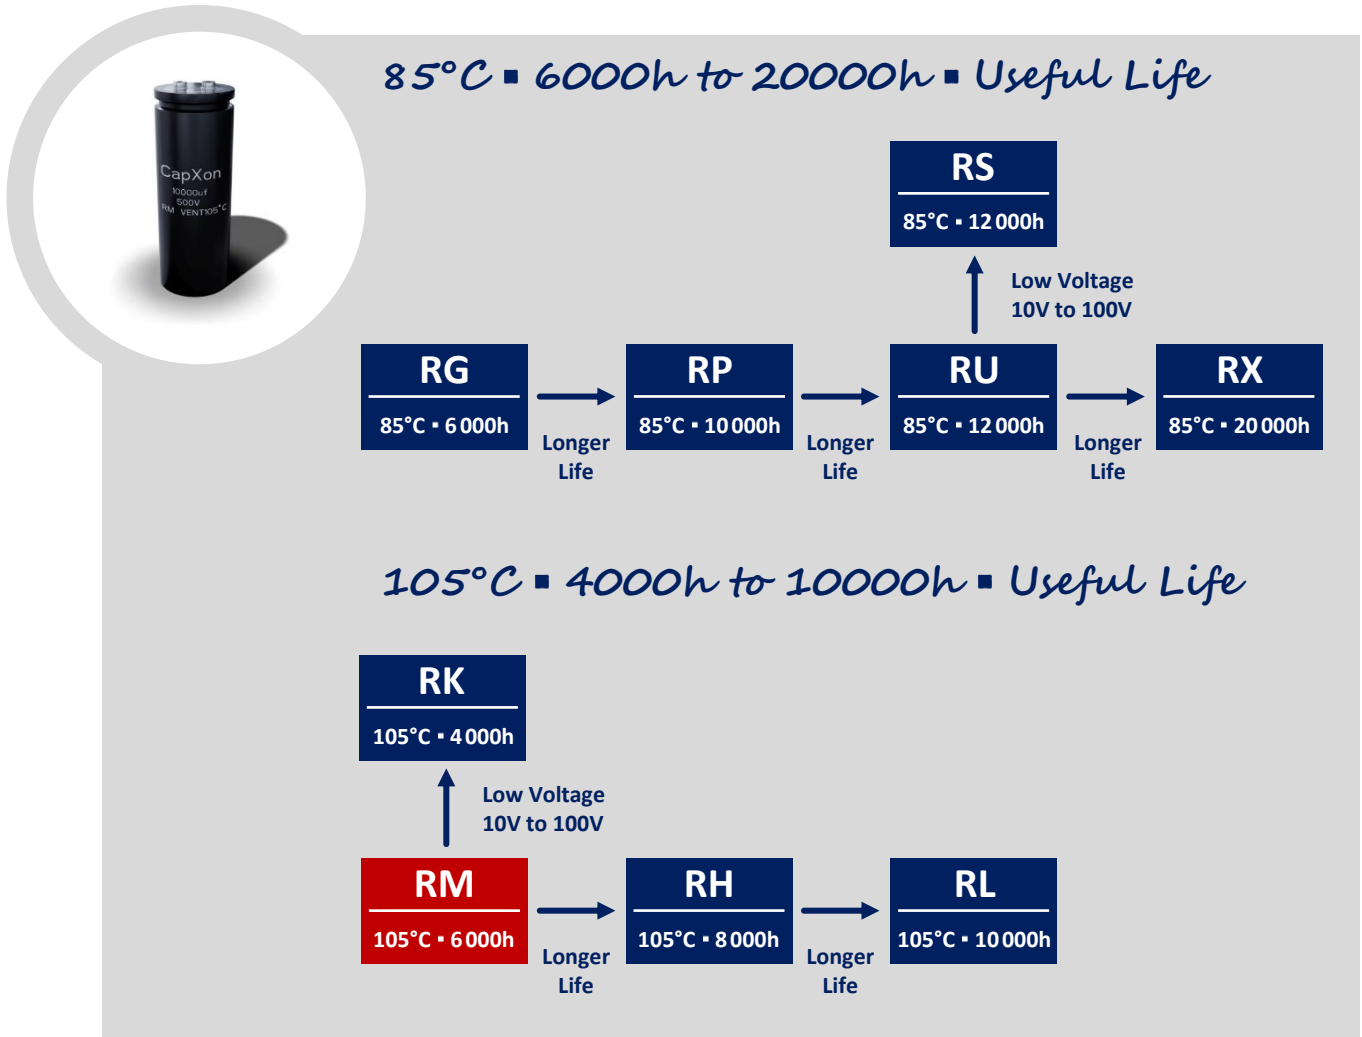 85°C ▪ 6000h to 20000h ▪ Useful Life
CapXon
10000uf
500V
RM VENT105°C
RS
85°C ▪ 12 000h
Low Voltage
10V to 100V
RG
85°C ▪ 6 000h
Longer
Life
RP
85°C ▪ 10 000h
Longer
Life
RU
85°C ▪ 12 000h
Longer
Life
RX
85°C ▪ 20 000h
105°C ▪ 4000h to 10000h ▪ Useful Life
RK
105°C ▪ 4 000h
Low Voltage
10V to 100V
RM
105°C ▪ 6 000h
Longer
Life
RH
105°C ▪ 8 000h
Longer
Life
RL
105°C ▪ 10 000h